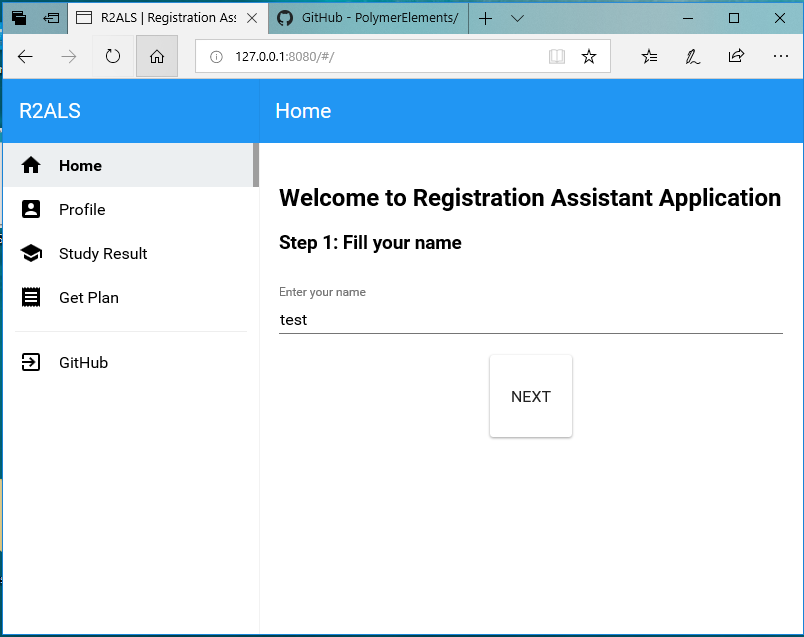 R2ALS | Registration Ass
GitHub - PolymerElements/
127.0.0.1:8080/#/
R2ALS
Home
Home
Profile
Study Result
Get Plan
GitHub
Welcome to Registration Assistant Application
Step 1: Fill your name
Enter your name
test
NEXT